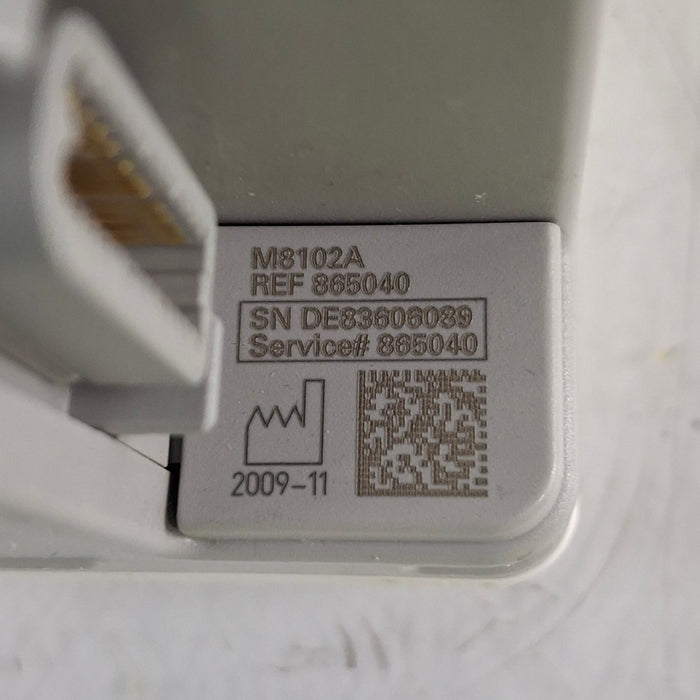 M8102A
REF 865040
SN DE83606089
Service# 865040
2009-11